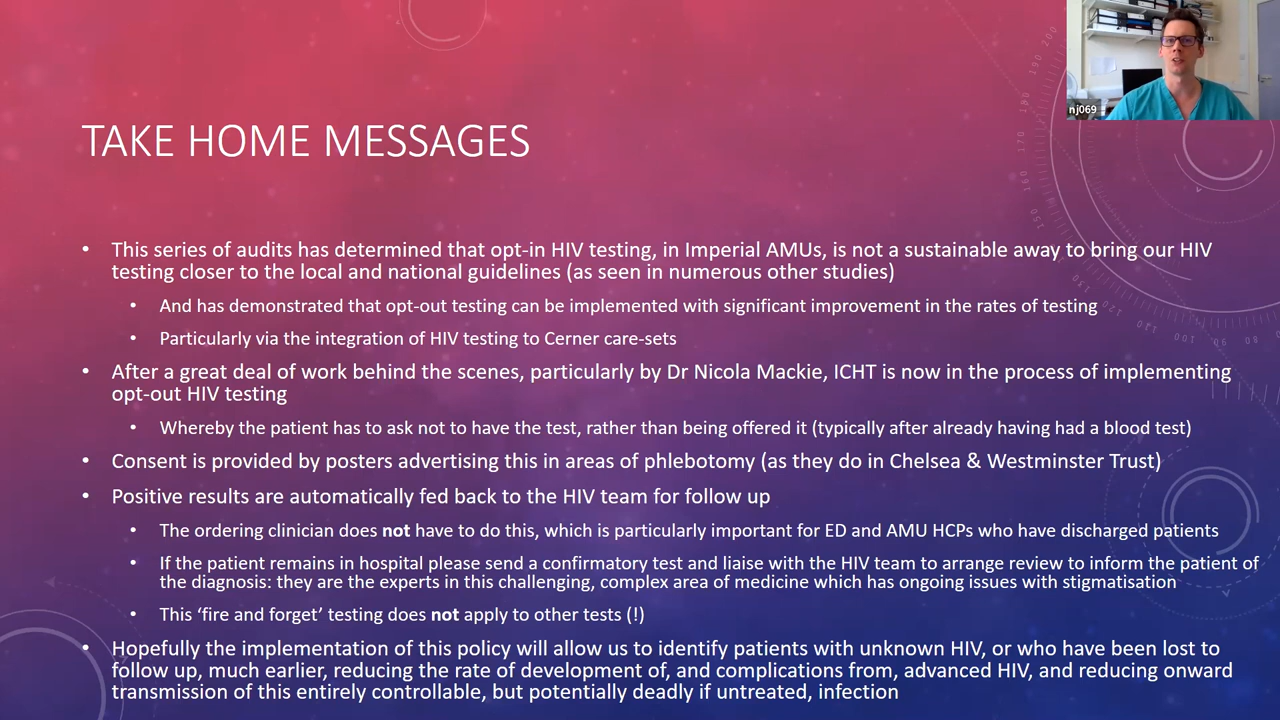 nj069
TAKE HOME MESSAGES
• This series of audits has determined that opt-in HIV testing, in Imperial AMUs, is not a sustainable away to bring our HIV
testing closer to the local and national guidelines (as seen in numerous other studies)
• And has demonstrated that opt-out testing can be implemented with significant improvement in the rates of testing
• Particularly via the integration of HIV testing to Cerner care-sets
• After a great deal of work behind the scenes, particularly by Dr Nicola Mackie, ICHT is now in the process of implementing
opt-out HIV testing
• Whereby the patient has to ask not to have the test, rather than being offered it (typically after already having had a blood test)
• Consent is provided by posters advertising this in areas of phlebotomy (as they do in Chelsea & Westminster Trust)
• Positive results are automatically fed back to the HIV team for follow up
• The ordering clinician does not have to do this, which is particularly important for ED and AMU HCPs who have discharged patients
• If the patient remains in hospital please send a confirmatory test and liaise with the HIV team to arrange review to inform the patient of
the diagnosis: they are the experts in this challenging, complex area of medicine which has ongoing issues with stigmatisation
• This ‘fire and forget’ testing does not apply to other tests (!)
• Hopefully the implementation of this policy will allow us to identify patients with unknown HIV, or who have been lost to
follow up, much earlier, reducing the rate of development of, and complications from, advanced HIV, and reducing onward
transmission of this entirely controllable, but potentially deadly if untreated, infection
200
190
180
170
160
150
120
110
100
90
80